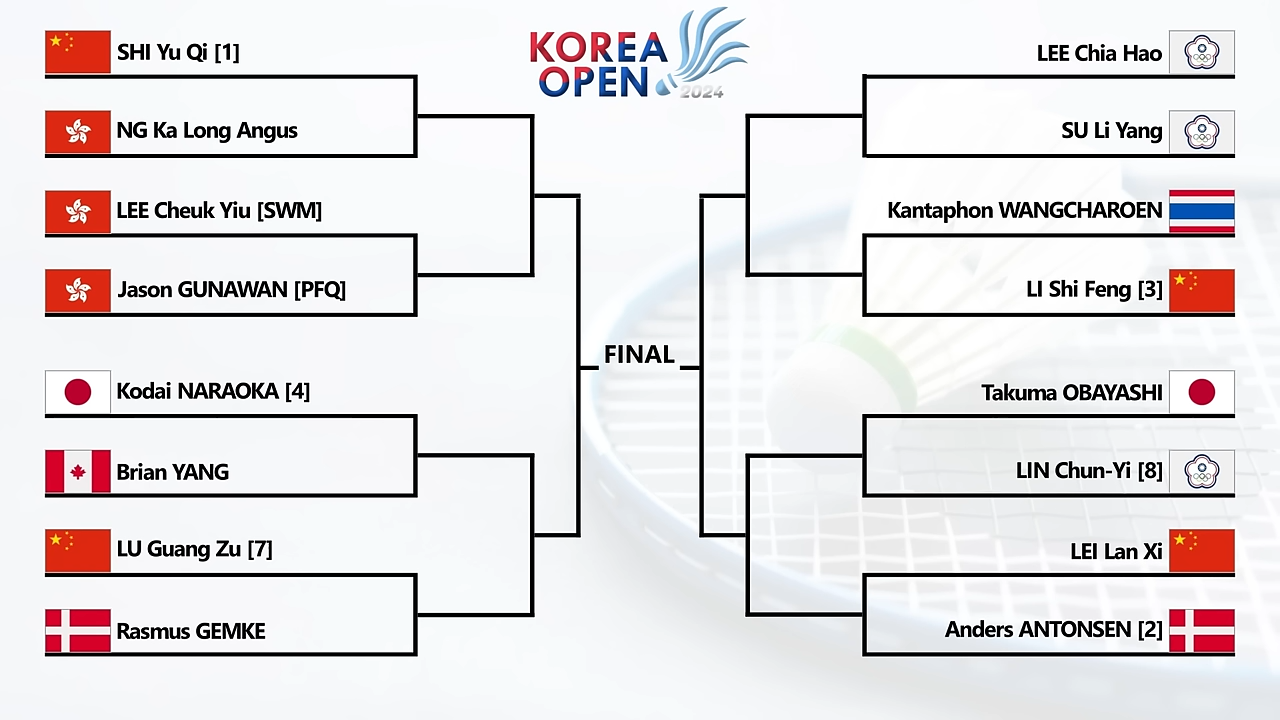 KOREA
OPEN
2024
SHI Yu Qi [1]
NG Ka Long Angus
LEE Cheuk Yiu [SWM]
Jason GUNAWAN [PFQ]
Kodai NARAOKA [4]
Brian YANG
LU Guang Zu [7]
Rasmus GEMKE
FINAL
LEE Chia Hao
SU Li Yang
Kantaphon WANGCHAROEN
LI Shi Feng [3]
Takuma OBAYASHI
LIN Chun-Yi [8]
LEI Lan Xi
Anders ANTONSEN [2]